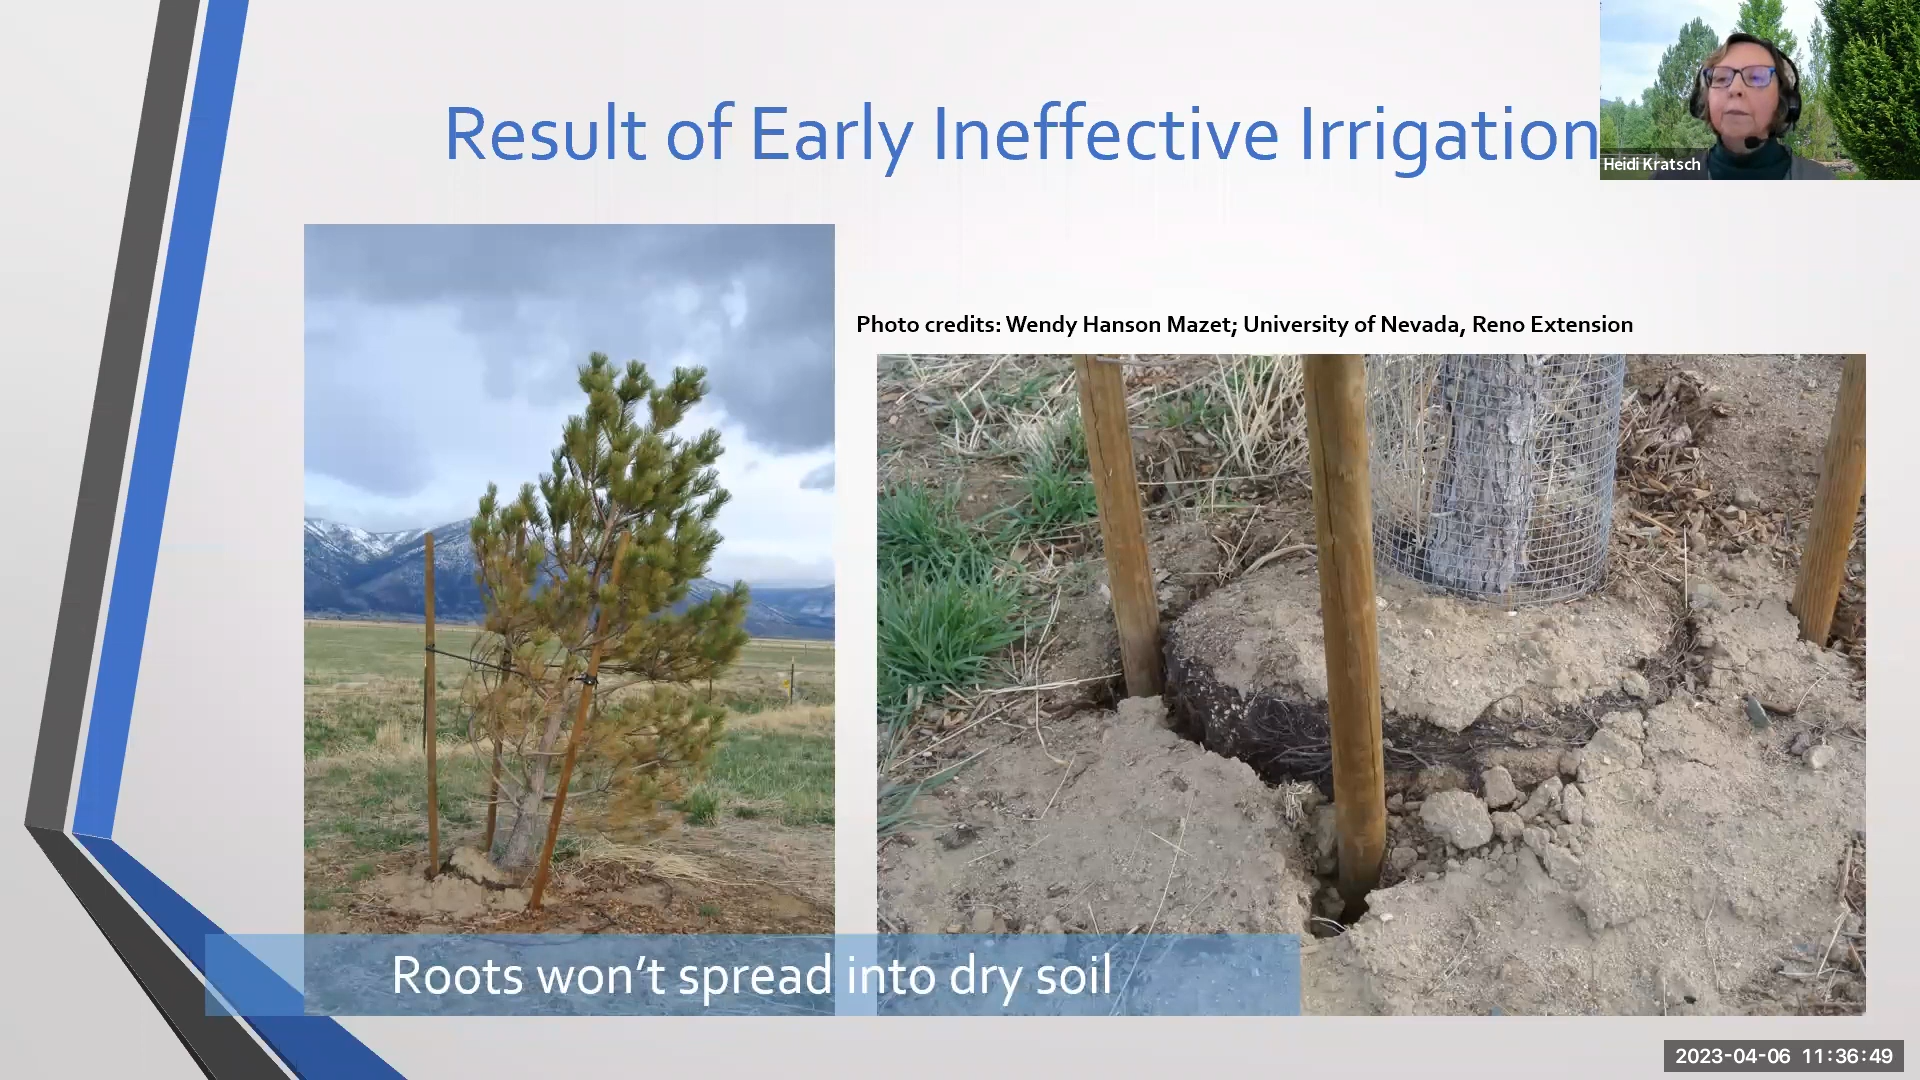 Result of Early Ineffective Irrigation
Heidi Kratsch
Photo credits: Wendy Hanson Mazet; University of Nevada, Reno Extension
Roots won’t spread into dry soil
2023-04-06 11:36:49